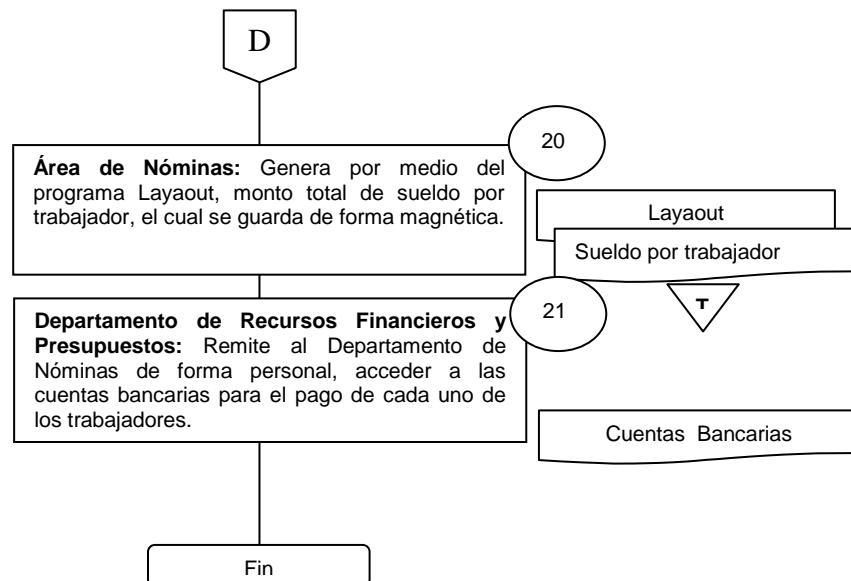 D
20
Área de Nóminas: Genera por medio del
programa Layaout, monto total de sueldo por
trabajador, el cual se guarda de forma magnética.
Layaout
Sueldo por trabajador
T
21
Departamento de Recursos Financieros y
Presupuestos: Remite al Departamento de
Nóminas de forma personal, acceder a las
cuentas bancarias para el pago de cada uno de
los trabajadores.
Cuentas Bancarias
Fin